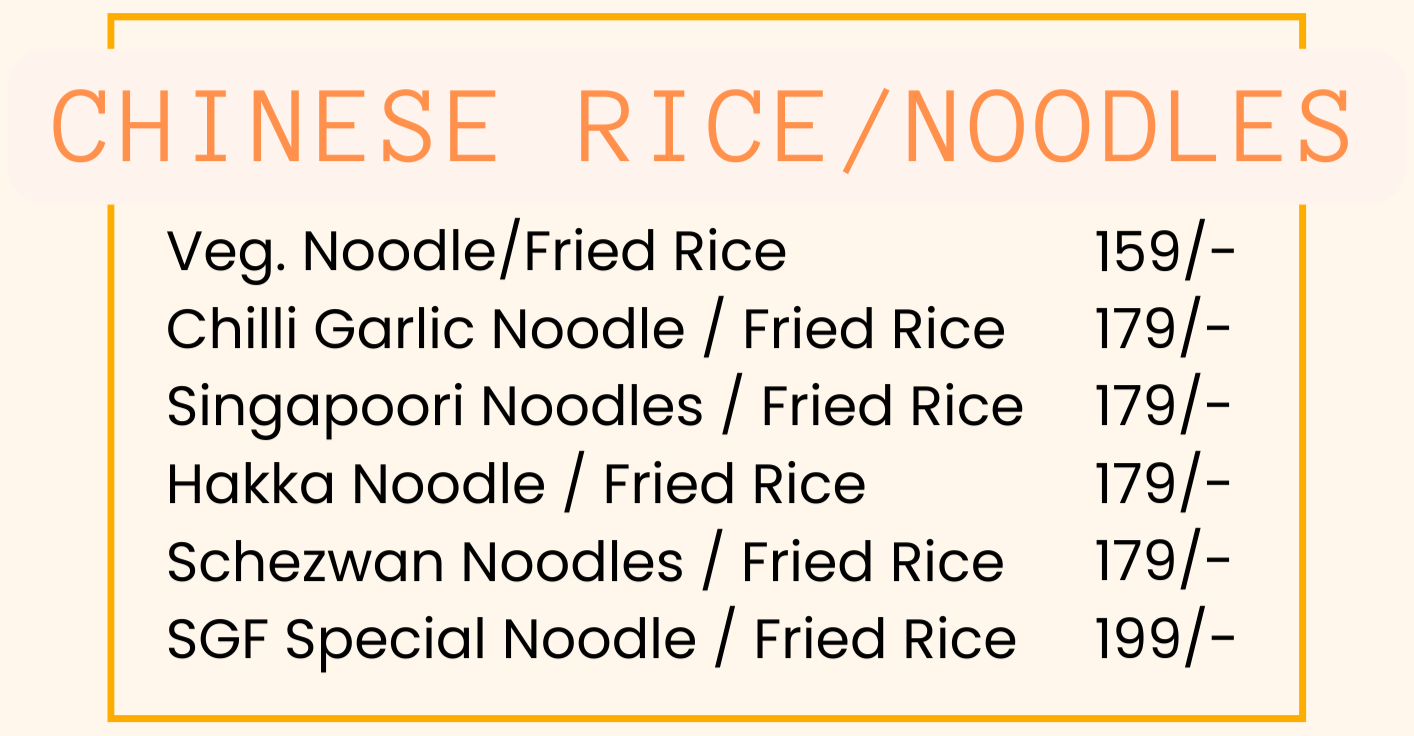 CHINESE RICE/NOODLES
Veg. Noodle/Fried Rice 159/-
Chilli Garlic Noodle / Fried Rice 179/-
Singapoori Noodles / Fried Rice 179/-
Hakka Noodle / Fried Rice 179/-
Schezwan Noodles / Fried Rice 179/-
SGF Special Noodle / Fried Rice 199/-